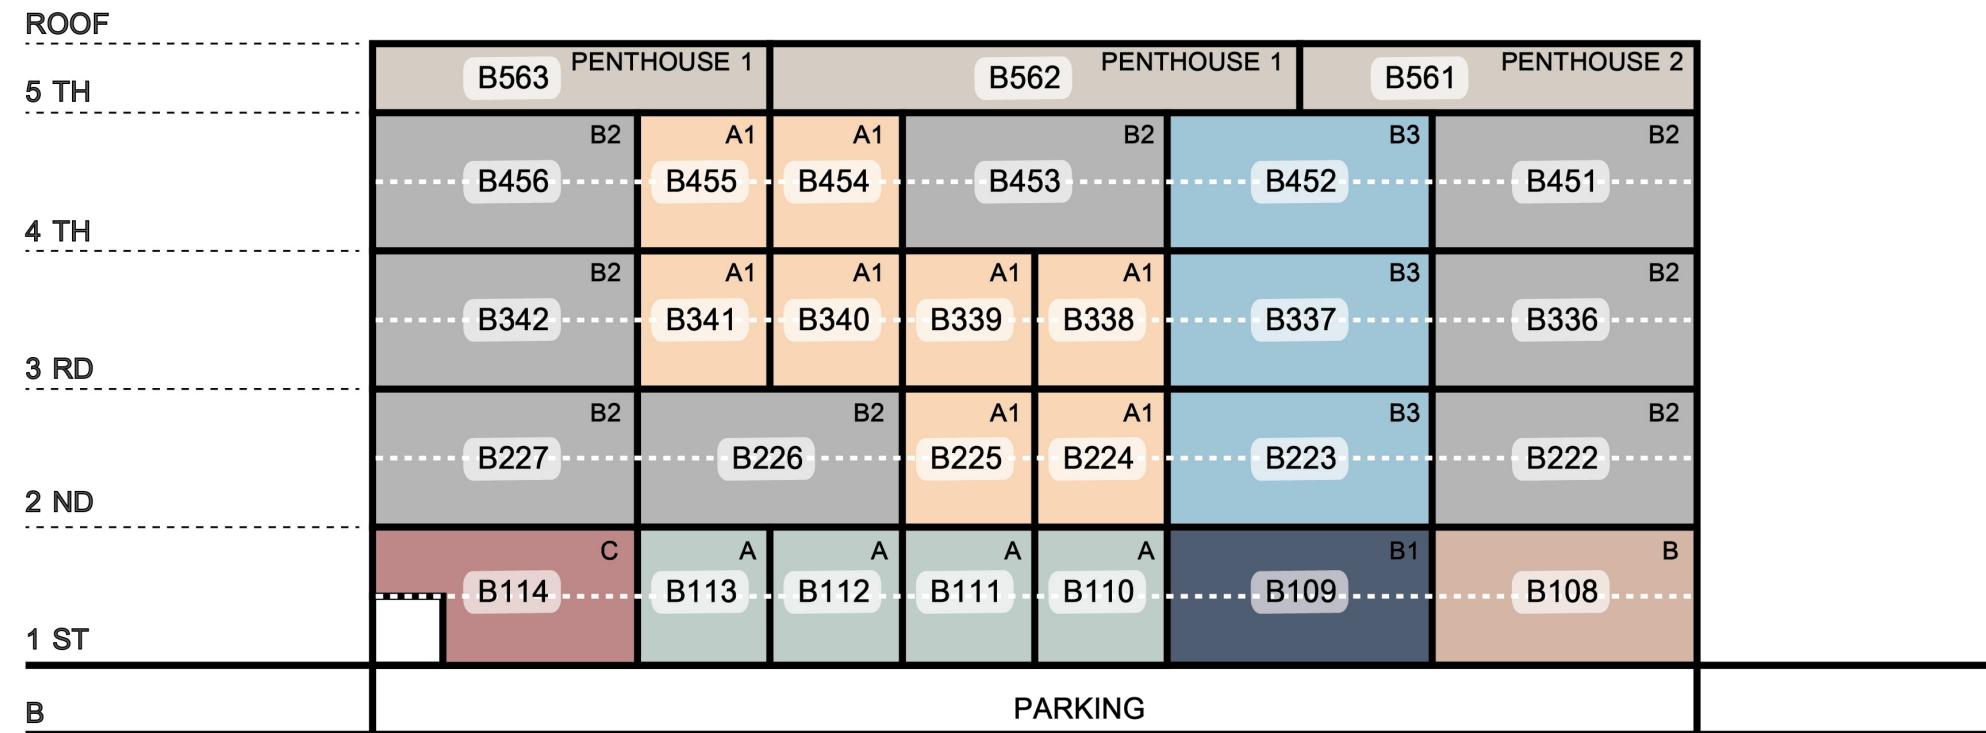 ROOF
PENTHOUSE 1 PENTHOUSE 1 PENTHOUSE 2
5 TH B563 B562 B561
B2 A1 A1 B2 B3 B2
B456 B455 B454 B453 B452 B451
4 TH
B2 A1 A1 A1 A1 B3 B2
B342 B341 B340 B339 B338 B337 B336
3 RD
B2 B2 A1 A1 B3 B2
B227 B226 B225 B224 B223 B222
2 ND
C A A A A B1 B
B114 B113 B112 B111 B110 B109 B108
1 ST
B PARKING